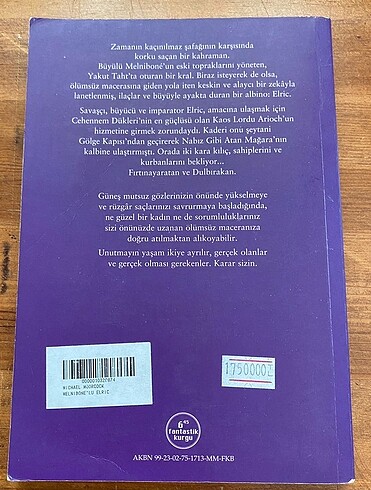 Zamanın kaçınılmaz şafağının karşısında
korku saçan bir kahraman.
Büyülü Melniboné'un eski topraklarını yöneten,
Yakut Taht'ta oturan bir kral. Biraz isteyerek de olsa,
ölümsüz macerasına giden yola iten keskin ve alaycı bir zekâyla
lanetlenmiş, ilaçlar ve büyüyle ayakta duran bir albino: Elric.
Savaşçı, büyücü ve imparator Elric, amacına ulaşmak için
Cehennem Dükleri'nin en güçlüsü olan Kaos Lordu Arioch'un
hizmetine girmek zorundaydı. Kaderi onu şeytani
Gölge Kapısı'ndan geçirerek Nabız Gibi Atan Mağara'nın
kalbine ulaştırmıştı. Orada iki kara kılıç, sahiplerini ve
kurbanlarını bekliyor...
Fırtınayaratan ve Dulbırakan.
Güneş mutsuz gözlerinizin önünde yükselmeye
ve rüzgâr saçlarınızı savurmaya başladığında,
ne güzel bir kadın ne de sorumluluklarınız
sizi önünüzde uzanan ölümsüz maceranıza
doğru atılmaktan alıkoyabilir.
Unutmayın yaşam ikiye ayrılır, gerçek olanlar
ve gerçek olması gerekenler. Karar sizin.
MICHAEL MOORCOCK
MELNIBONE'LU ELRIC
1750000
6 45
fantastik
kurgu
AKBN 99-23-02-75-1713-MM-FKB